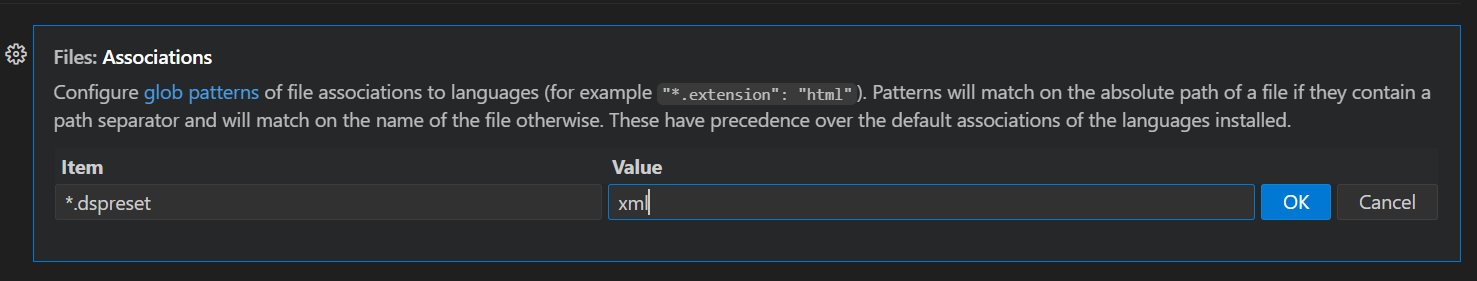 Files: Associations
Configure glob patterns of file associations to languages (for example "*.extension": "html"). Patterns will match on the absolute path of a file if they contain a
path separator and will match on the name of the file otherwise. These have precedence over the default associations of the languages installed.
Item Value
*.dspreset xml OK Cancel